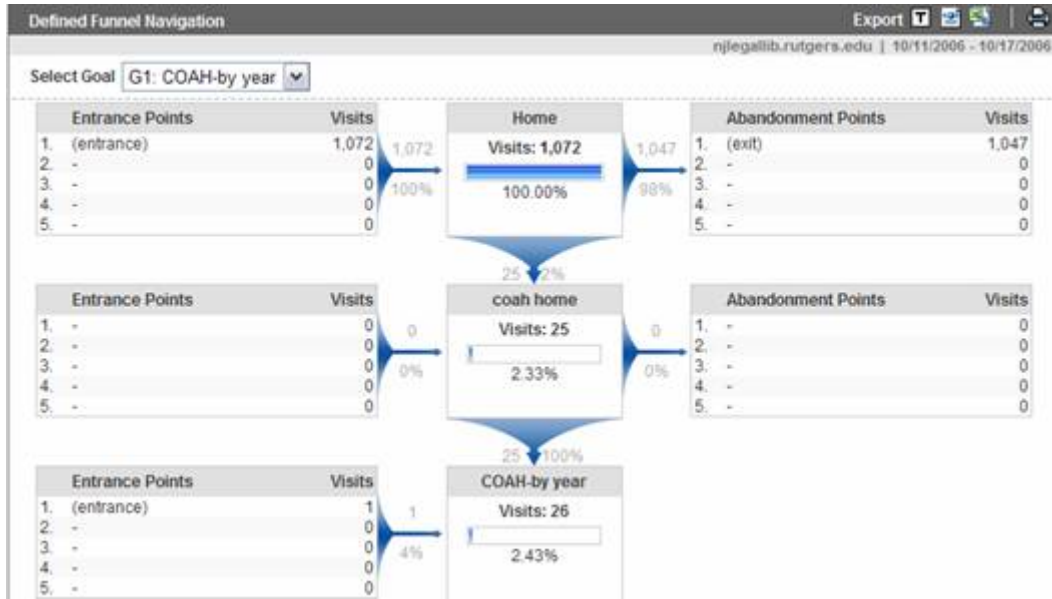 Defined Funnel Navigation Export T
njlegallib.rutgers.edu | 10/11/2006 - 10/17/2006
Select Goal G1: COAH-by year
Entrance Points Visits Home Abandonment Points Visits
1. (entrance) 1,072 1,072 Visits: 1,072 1,047 1. (exit) 1,047
2. - 0 2. - 0
3. - 0 100% 100.00% 98% 3. - 0
4. - 0 4. - 0
5. - 0 5. - 0
25 2%
Entrance Points Visits coah home Abandonment Points Visits
1. - 0 0 Visits: 25 0 1. - 0
2. - 0 2. - 0
3. - 0 0% 2.33% 0% 3. - 0
4. - 0 4. - 0
5. - 0 5. - 0
25 100%
Entrance Points Visits COAH-by year
1. (entrance) 1 1 Visits: 26
2. - 0
3. - 0 4% 2.43%
4. - 0
5. - 0